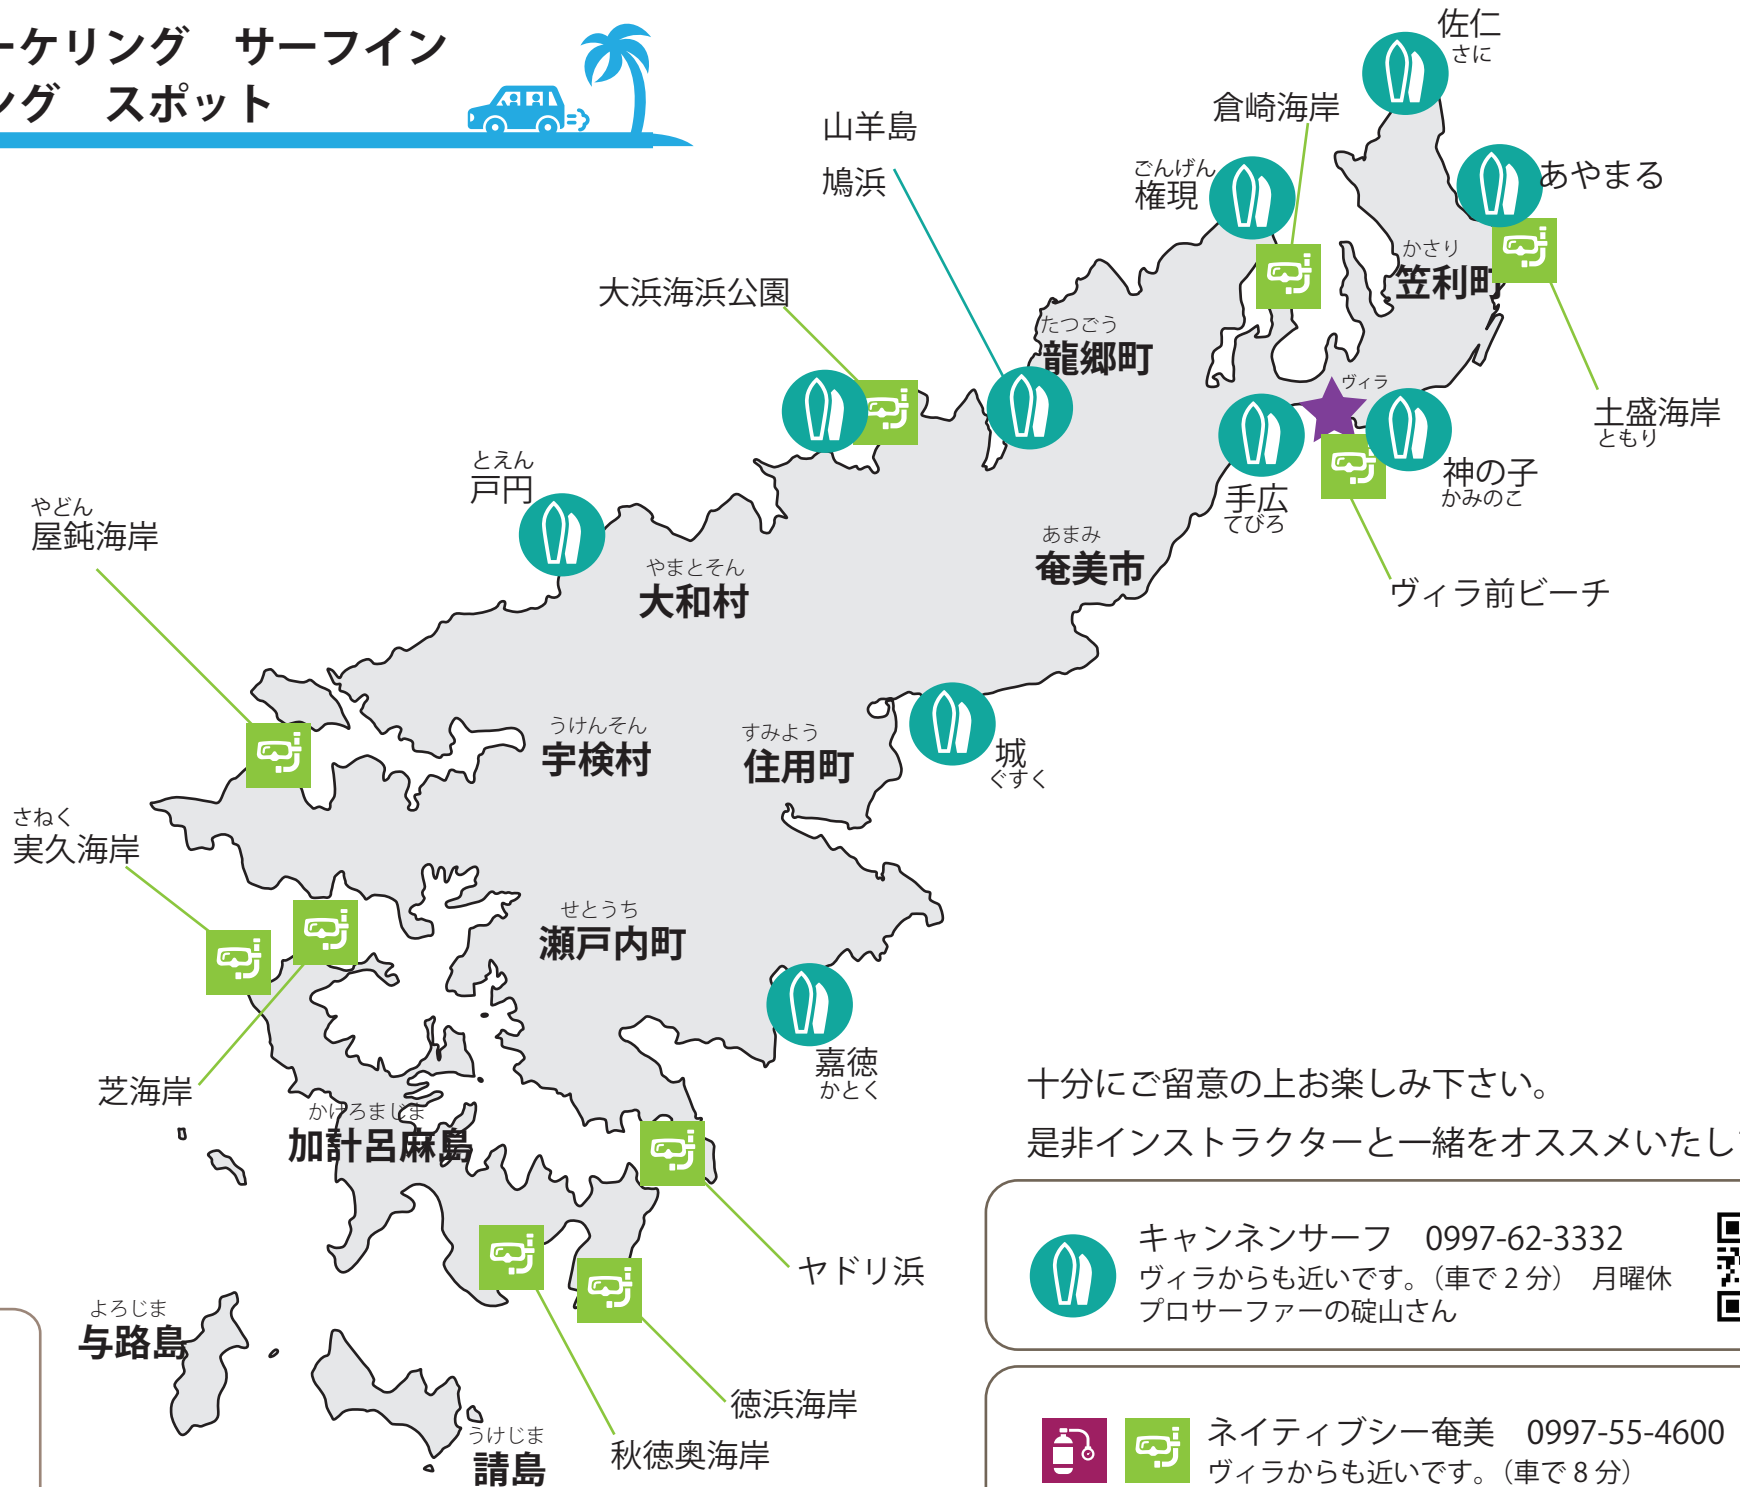 ーケリング　サーフイン
ング　スポット
佐仁
さに
倉崎海岸
山羊島
鳩浜
ごんげん
権現
あやまる
かさり
笠利町
大浜海浜公園
たつごう
龍郷町
ヴィラ
土盛海岸
ともり
とえん
戸円
神の子
かみのこ
手広
てびろ
やどん
屋鈍海岸
あまみ
奄美市
やまとそん
大和村
ヴィラ前ビーチ
うけんそん
宇検村
すみよう
住用町
城
ぐすく
さねく
実久海岸
せとうち
瀬戸内町
嘉徳
かとく
芝海岸
かけろまじま
加計呂麻島
十分にご留意の上お楽しみ下さい。
是非インストラクターと一緒をオススメいたし
キャンネンサーフ　0997-62-3332
ヴィラからも近いです。（車で 2 分）　月曜休
プロサーファーの碇山さん
ヤドリ浜
よろじま
与路島
徳浜海岸
秋徳奥海岸
うけじま
請島
ネイティブシー奄美　0997-55-4600
ヴィラからも近いです。（車で 8 分）